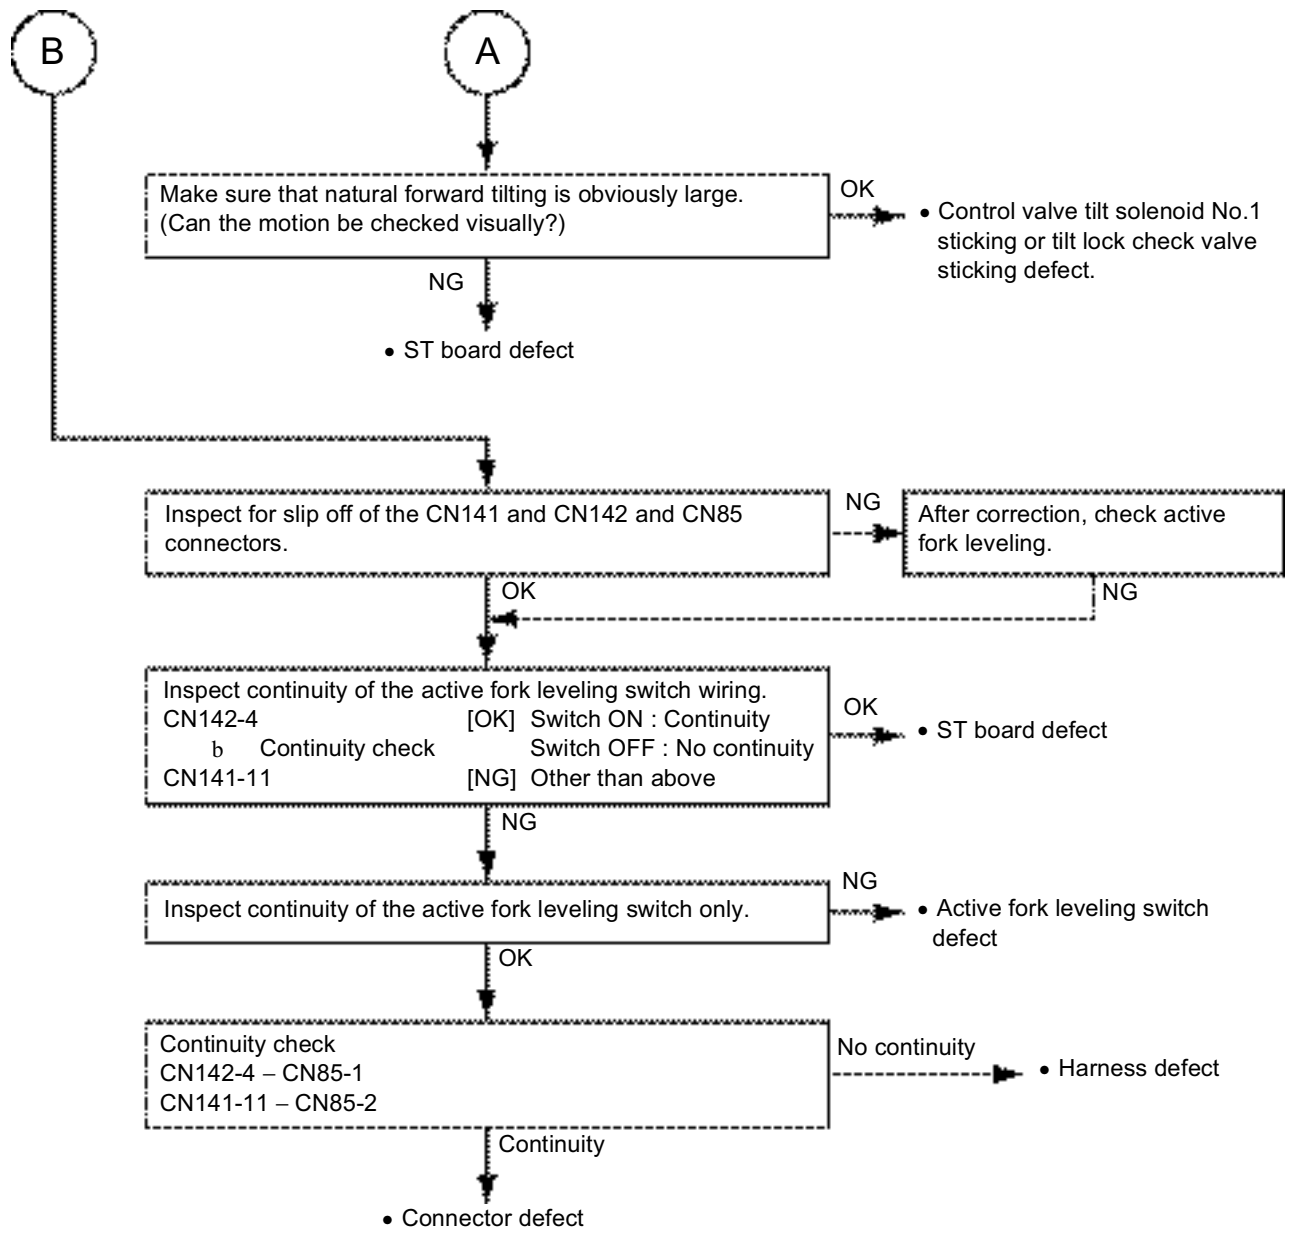 B
A
Make sure that natural forward tilting is obviously large.
(Can the motion be checked visually?)
OK
• Control valve tilt solenoid No.1
sticking or tilt lock check valve
sticking defect.
NG
• ST board defect
Inspect for slip off of the CN141 and CN142 and CN85
connectors.
NG
After correction, check active
fork leveling.
OK
NG
Inspect continuity of the active fork leveling switch wiring.
CN142-4 [OK] Switch ON : Continuity
b Continuity check Switch OFF : No continuity
CN141-11 [NG] Other than above
OK
• ST board defect
NG
Inspect continuity of the active fork leveling switch only.
NG
• Active fork leveling switch
defect
OK
Continuity check
CN142-4 – CN85-1
CN141-11 – CN85-2
No continuity
• Harness defect
Continuity
• Connector defect